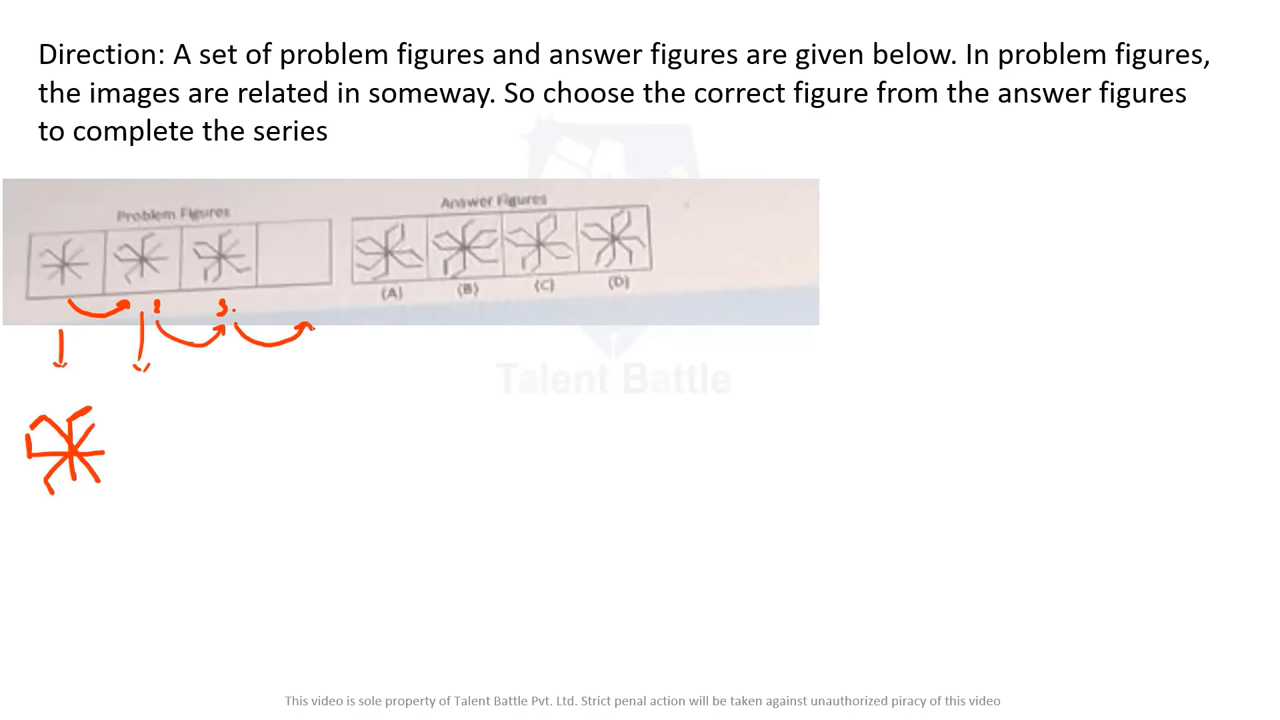 Direction: A set of problem figures and answer figures are given below. In problem figures,
the images are related in someway. So choose the correct figure from the answer figures
to complete the series
Problem Figures
Answer Figures
(A) (B) (C) (D)
2 3.
Talent Battle
This video is sole property of Talent Battle Pvt. Ltd. Strict penal action will be taken against unauthorized piracy of this video